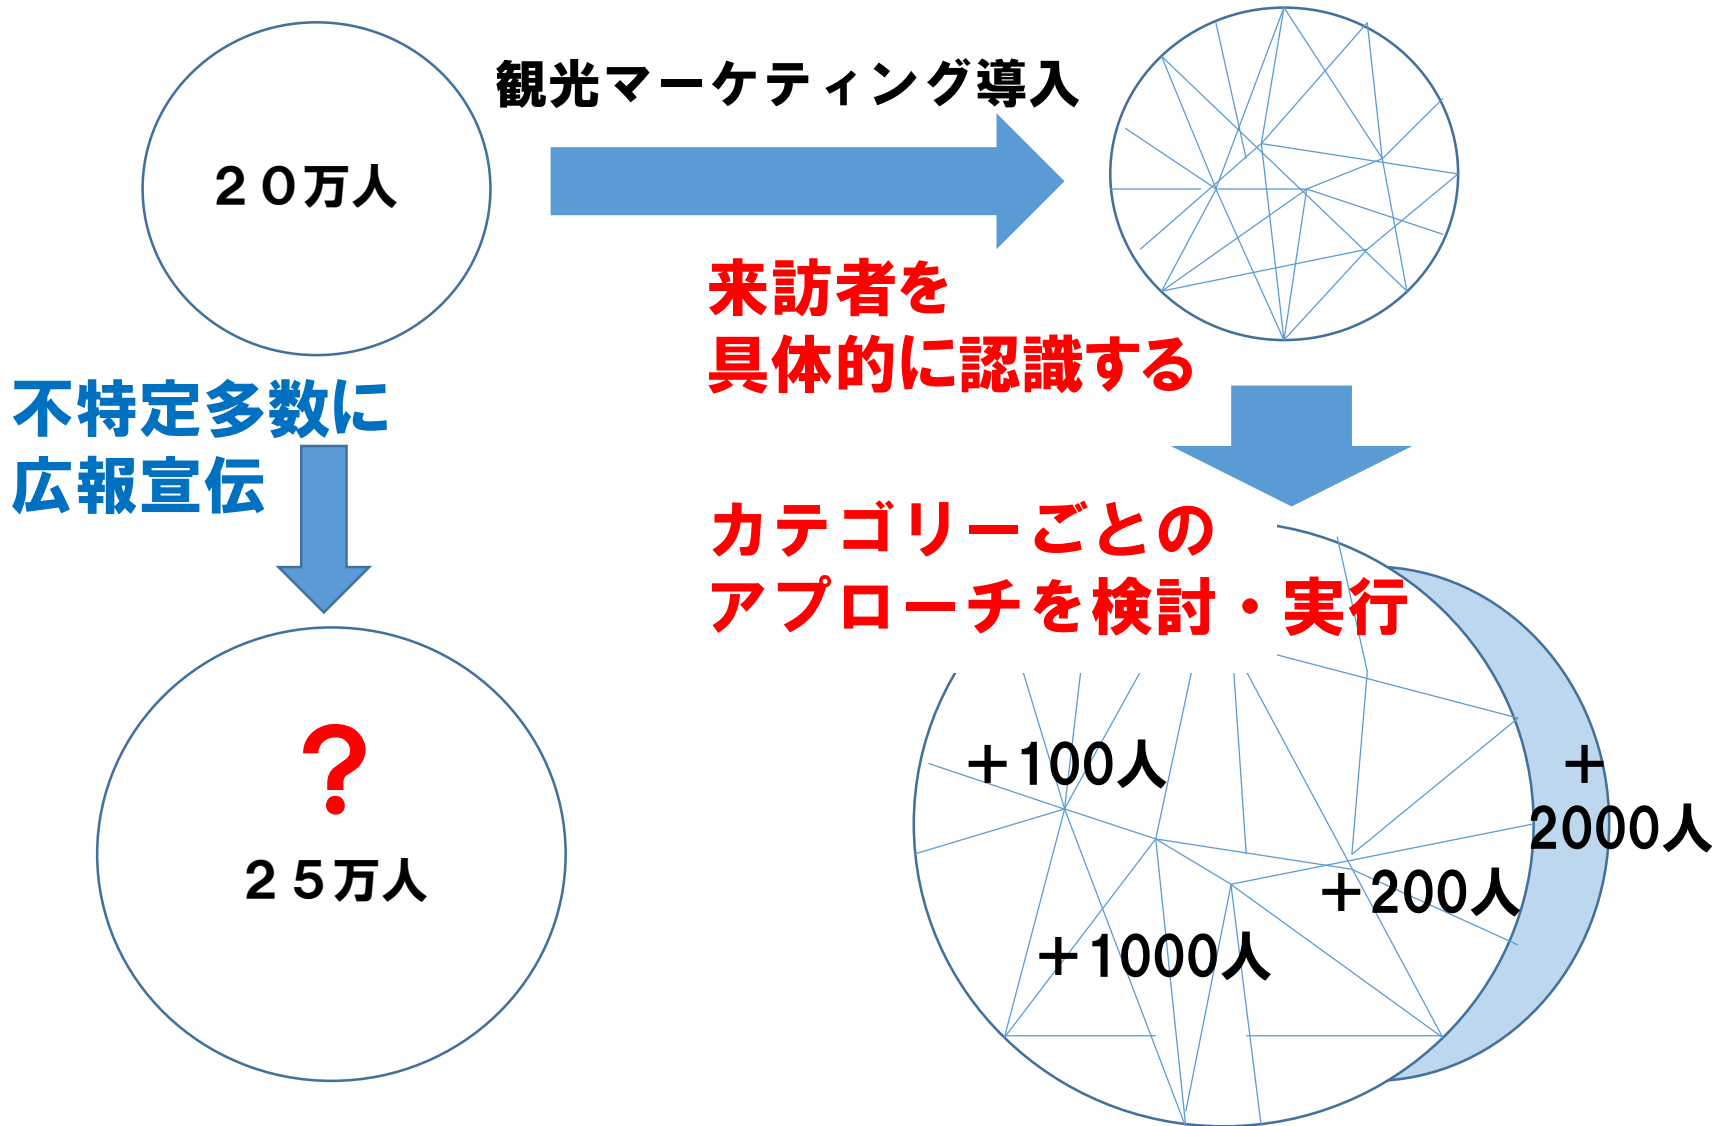 ２０万人
観光マーケティング導入
来訪者を
具体的に認識する
不特定多数に
広報宣伝
カテゴリーごとの
アプローチを検討・実行
？
２５万人
＋100人
＋
2000人
＋200人
＋1000人